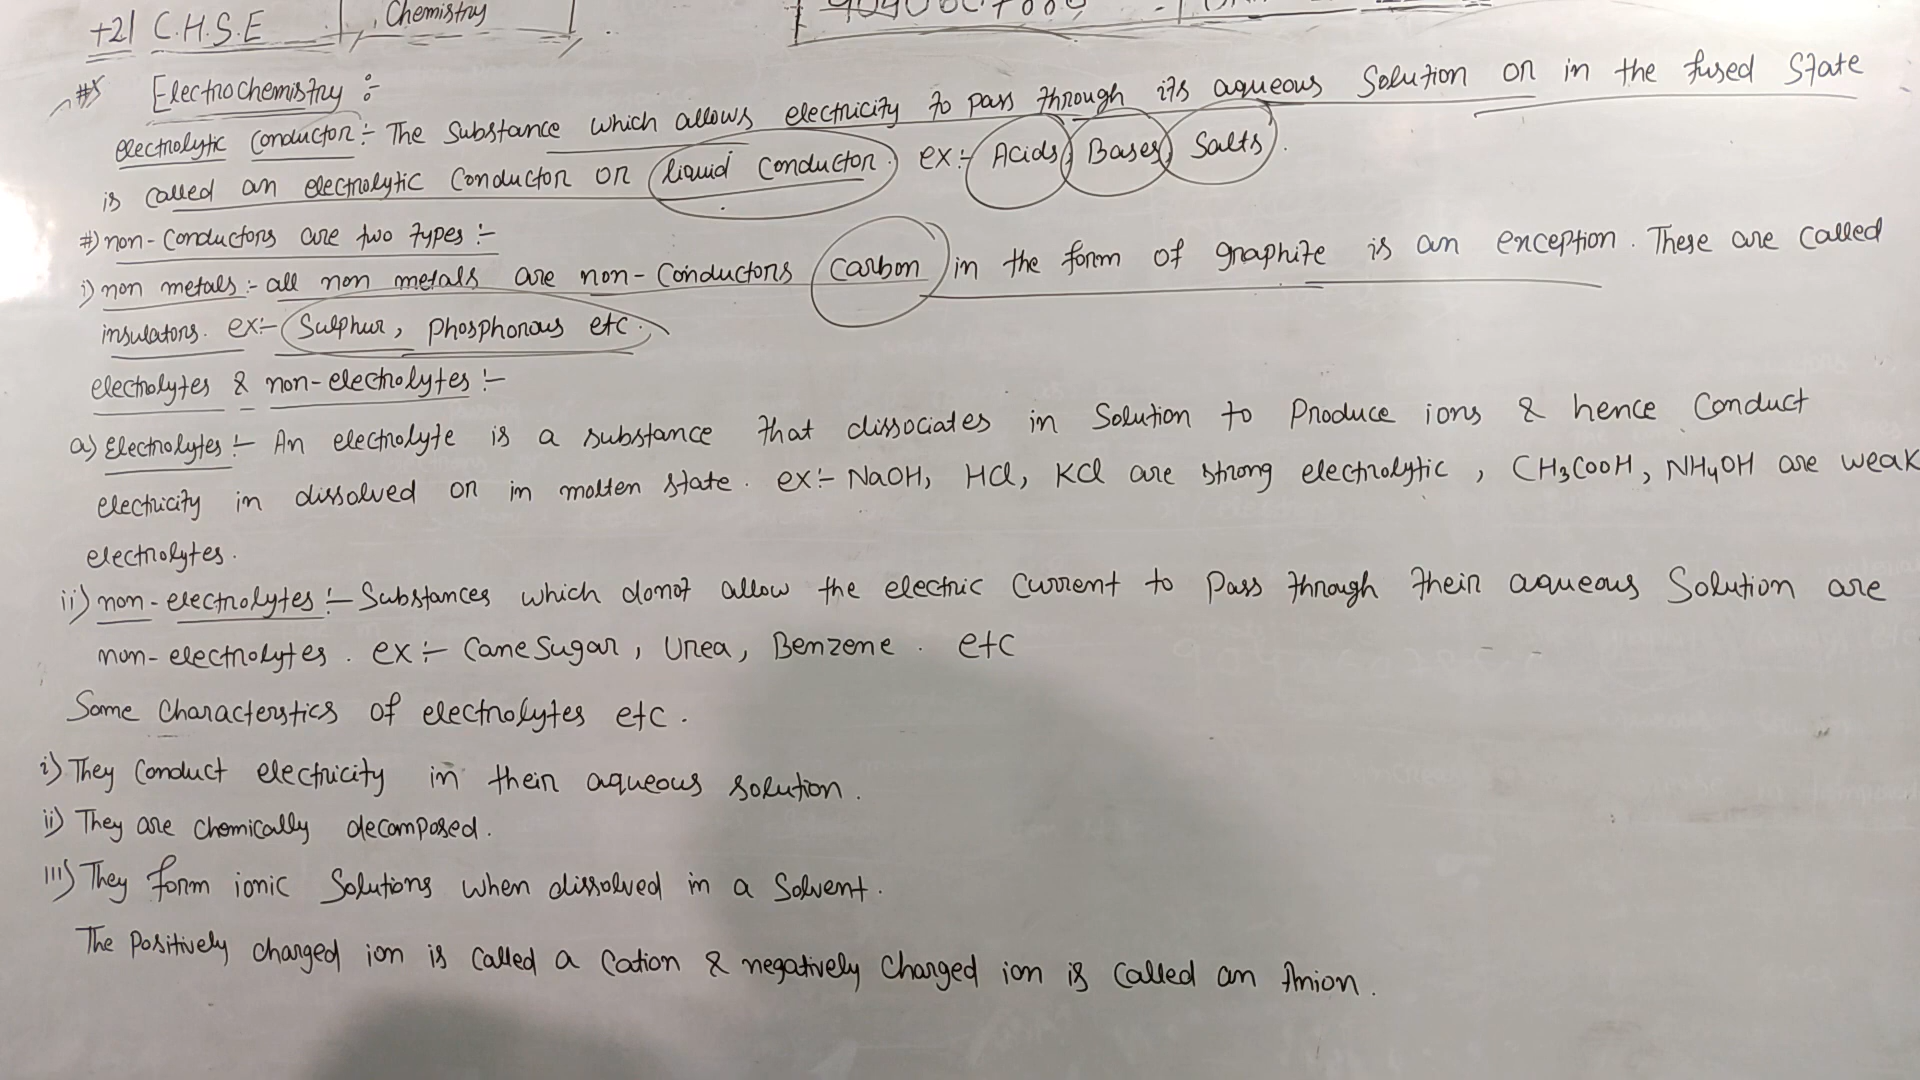 +2| C.H.S.E , Chemistry
# Electrochemistry :-
electrolytic Conductor :- The Substance which allows electricity to pass through its aqueous Solution or in the fused State
is called an electrolytic Conductor or liquid Conductor. ex:- Acids, Bases, Salts.
#) non-Conductors are two types :-
i) non metals :- all non metals are non-Conductors Carbon in the form of graphite is an exception. These are called
insulators. ex:- Sulphur, phosphorous etc.
electrolytes & non-electrolytes :-
a) Electrolytes :- An electrolyte is a substance that dissociates in Solution to Produce ions & hence Conduct
electricity in dissolved or in molten state. ex:- NaOH, HCl, KCl are strong electrolytic, CH3COOH, NH4OH are weak
electrolytes.
ii) non-electrolytes :- Substances which donot allow the electric Current to Pass through their aqueous Solution are
non-electrolytes. ex:- Cane Sugar, Urea, Benzene. etc
Some Characterstics of electrolytes etc.
i) They Conduct electricity in their aqueous solution.
ii) They are chemically decomposed.
III) They form ionic Solutions when dissolved in a Solvent.
The Positively charged ion is called a Cation & negatively Charged ion is Called an Anion.